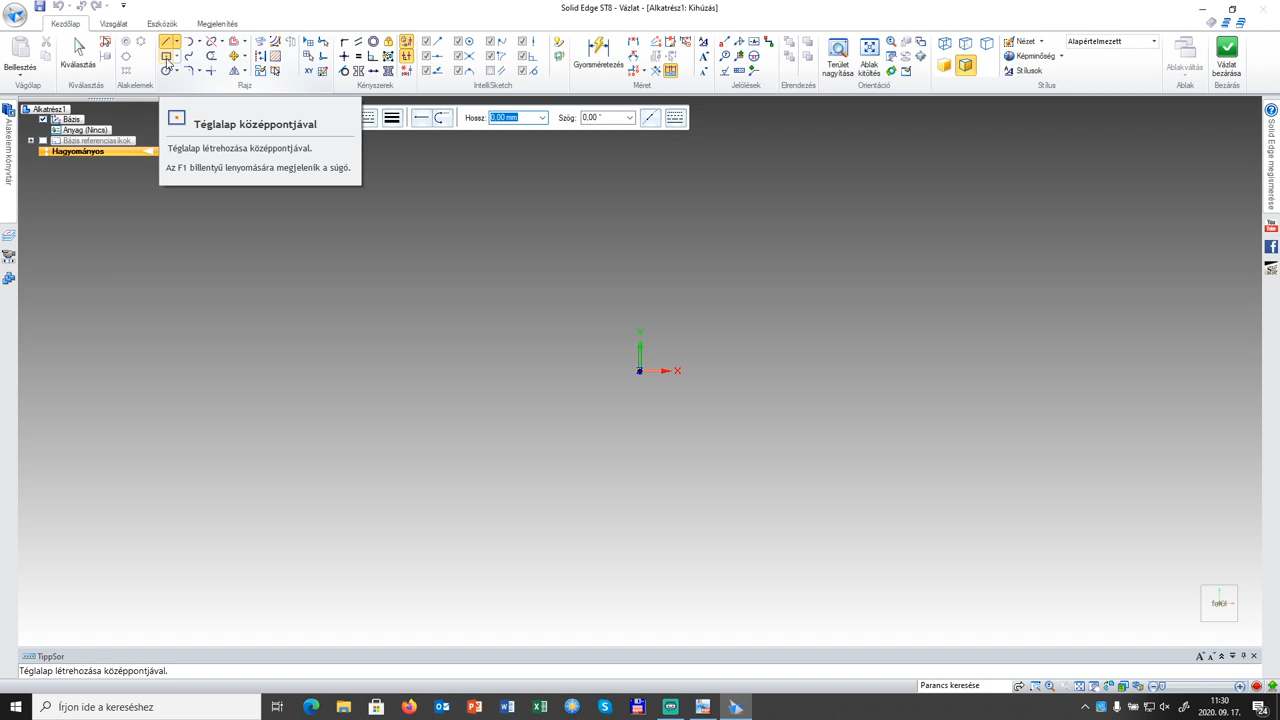 Solid Edge ST8 - Vázlat - [Alkatrész1: Kihúzás]
Kezdőlap Vizsgálat Eszközök Megjelenítés
Beillesztés
Kiválasztás
Gyorsméretezés
Terület nagyítása
Ablak kitöltés
Nézet
Képminőség
Stílusok
Alapértelmezett
Ablakváltás
Vázlat bezárása
Vágólap Kiválasztás Alakelemek Rajz Kényszerek IntelliSketch Méret Jelölések Elrendezés Orientáció Stílus Ablak Bezárás
Alkatrész1
Bázis
Anyag (Nincs)
Bázis referenciasíkok
Hagyományos
Hossz: 0,00 mm Szög: 0,00 °
Téglalap középpontjával
Téglalap létrehozása középpontjával.
Az F1 billentyű lenyomására megjelenik a súgó.
Alakelem könyvtár
Solid Edge megismerése
You Tube
Y
X
felül
TippSor
Téglalap létrehozása középpontjával.
Parancs keresése
Írjon ide a kereséshez
11:30
2020. 09. 17.
24